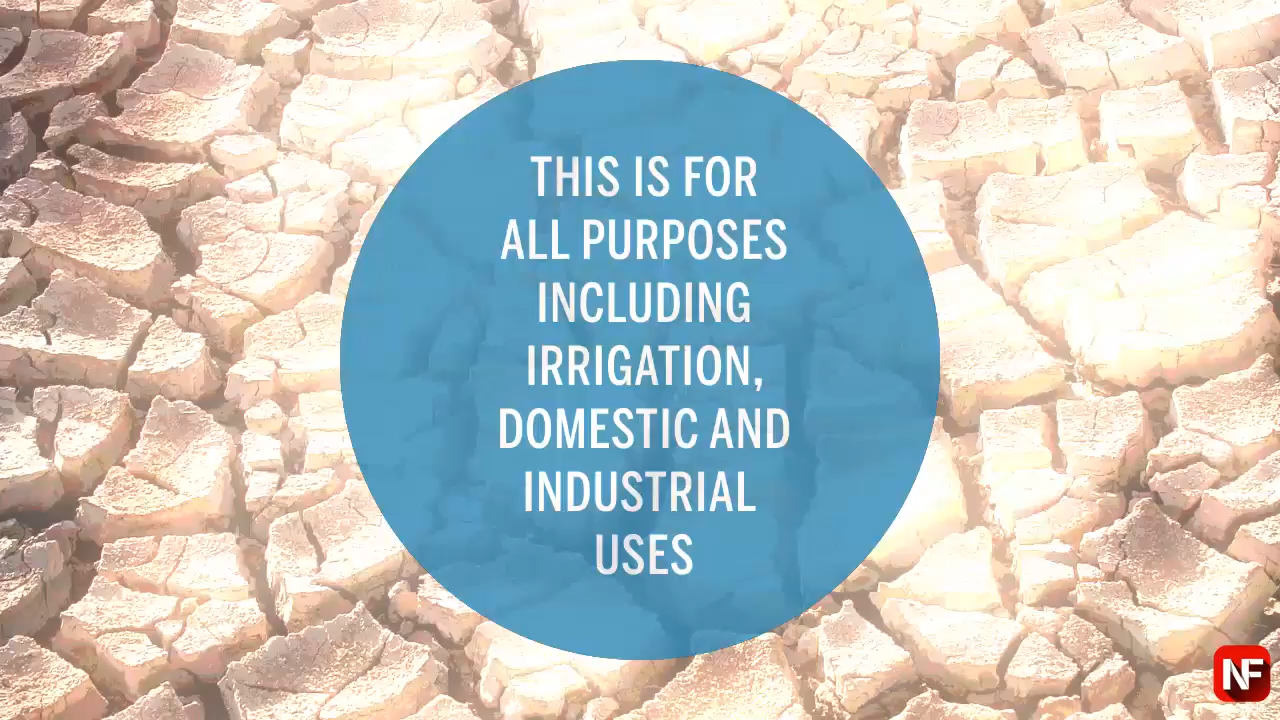 THIS IS FOR
ALL PURPOSES
INCLUDING
IRRIGATION,
DOMESTIC AND
INDUSTRIAL
USES
NF